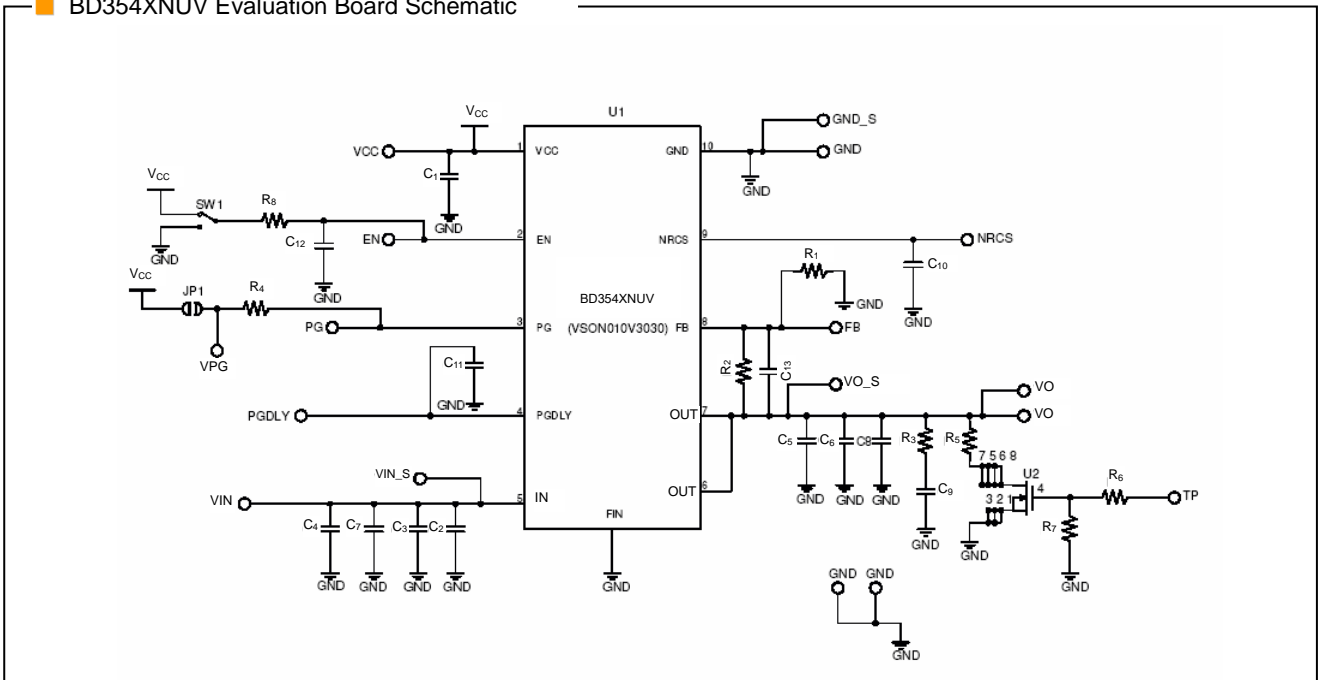 BD354XNUV Evaluation Board Schematic
U1
VCC
VCC
C1
GND
1
VCC
GND
10
GND_S
GND
GND
VCC
SW1
R8
GND
C12
GND
EN
2
EN
NRCS
9
NRCS
C10
GND
VCC
JP1
R4
VPG
PG
3
PG
BD354XNUV
(VSON010V3030)
FB
8
R1
GND
FB
R2
C13
C11
GND
PGDLY
4
PGDLY
OUT
7
VO_S
VO
VO
C5
C6
C8
GND
GND
GND
R3
C9
GND
R5
7 5 6 8
U2
3 2 1
4
GND
R6
TP
R7
GND
VIN_S
VIN
5
IN
OUT
6
C4
C7
C3
C2
GND
GND
GND
GND
FIN
GND
GND
GND
GND